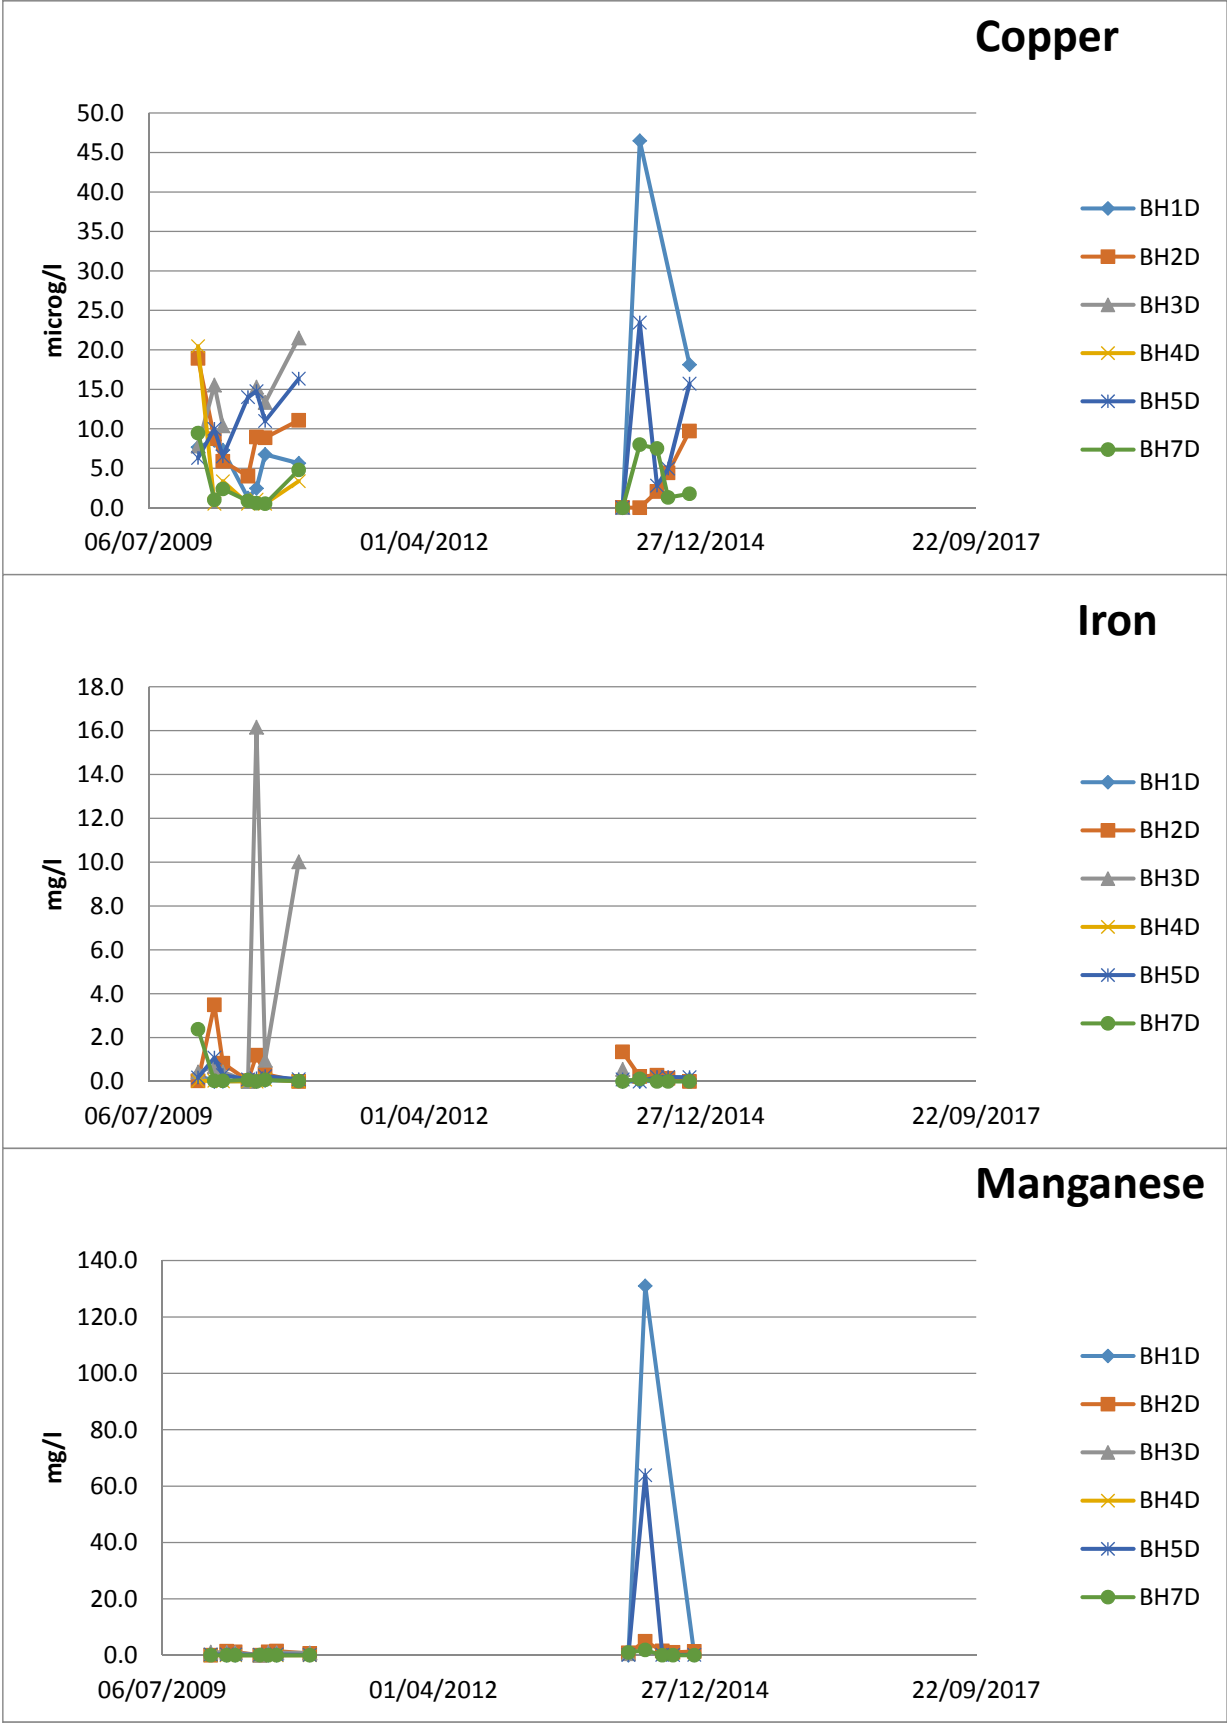 Copper
50.0
45.0
40.0
35.0
30.0
25.0
20.0
15.0
10.0
5.0
0.0
microg/l
06/07/2009 01/04/2012 27/12/2014 22/09/2017
BH1D
BH2D
BH3D
BH4D
BH5D
BH7D
Iron
18.0
16.0
14.0
12.0
10.0
8.0
6.0
4.0
2.0
0.0
mg/l
06/07/2009 01/04/2012 27/12/2014 22/09/2017
BH1D
BH2D
BH3D
BH4D
BH5D
BH7D
Manganese
140.0
120.0
100.0
80.0
60.0
40.0
20.0
0.0
mg/l
06/07/2009 01/04/2012 27/12/2014 22/09/2017
BH1D
BH2D
BH3D
BH4D
BH5D
BH7D